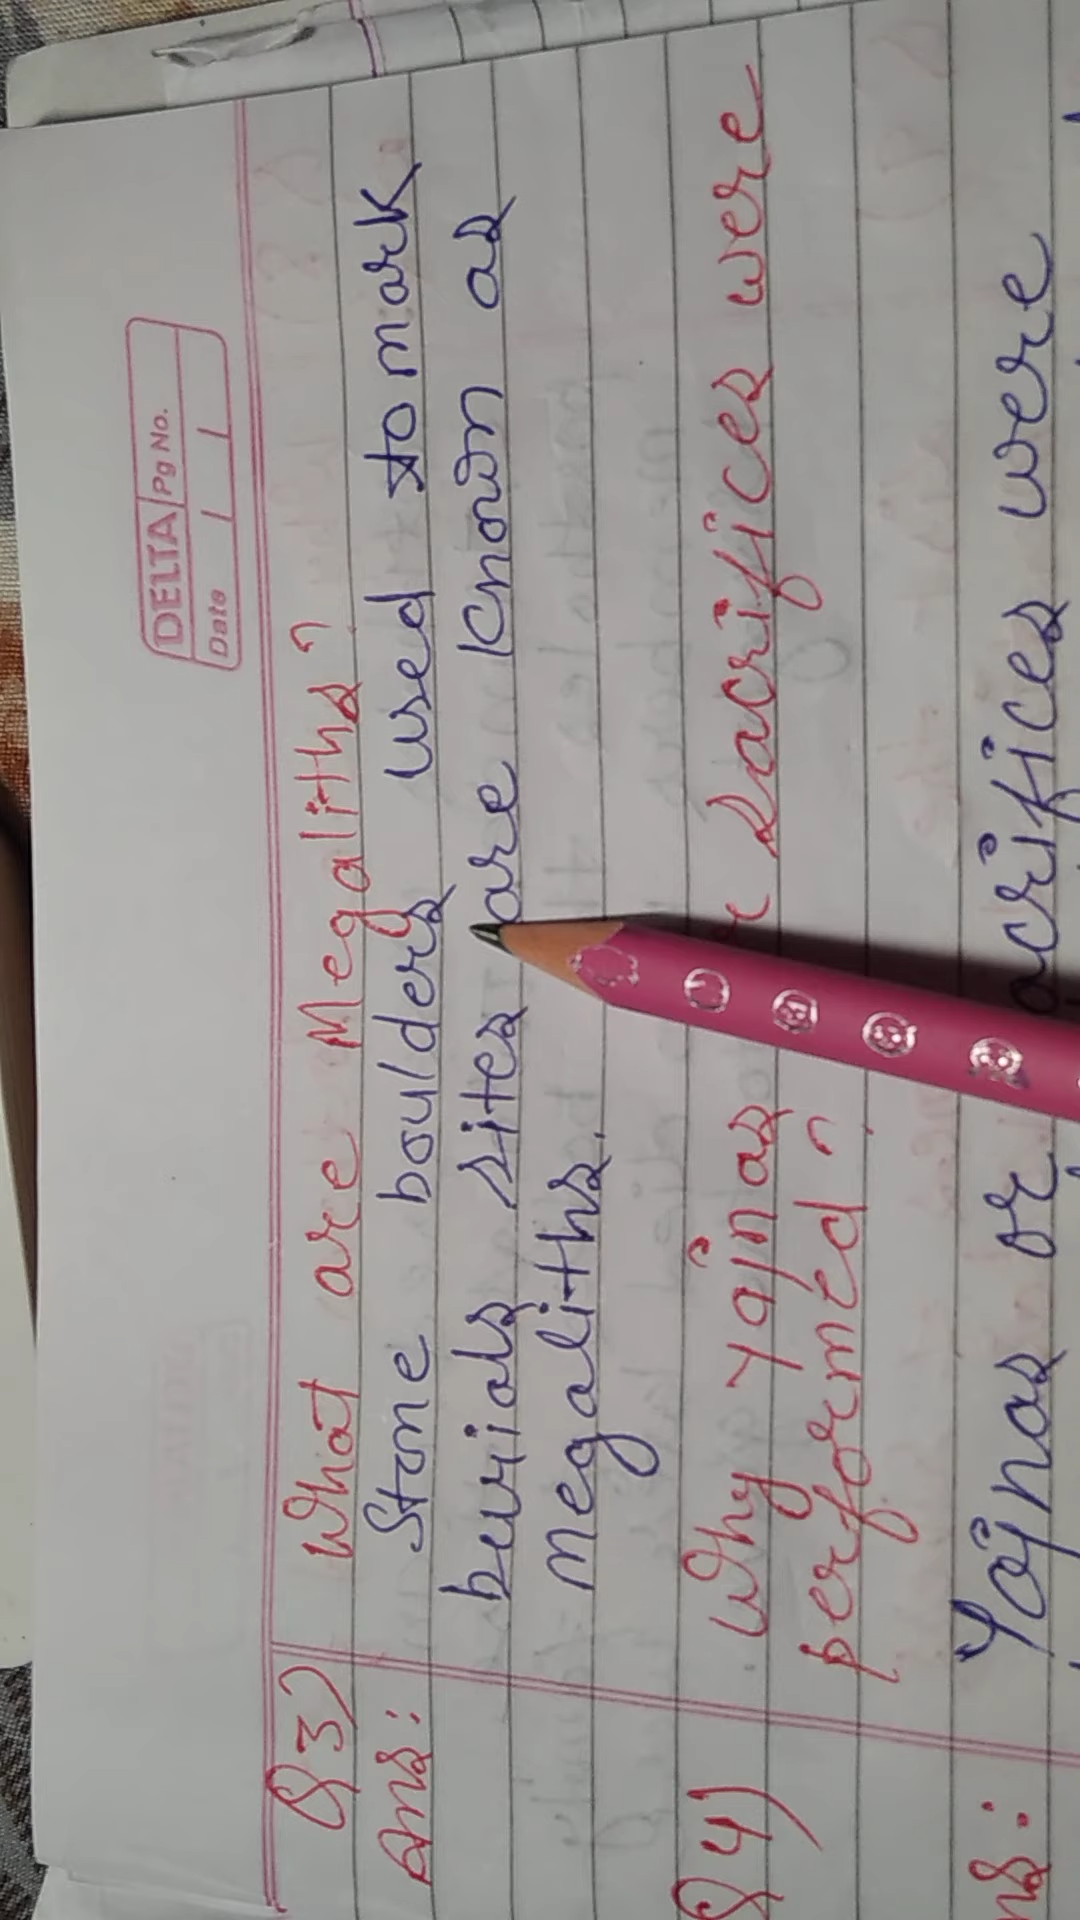 DELTA Pg No.
Date / /
Q3) What are Megaliths?
Ans: Stone boulders used to mark
burials sites are known as
megaliths.
Q4) Why yajnas sacrifices were
performed?
Ans: Yajnas or sacrifices were